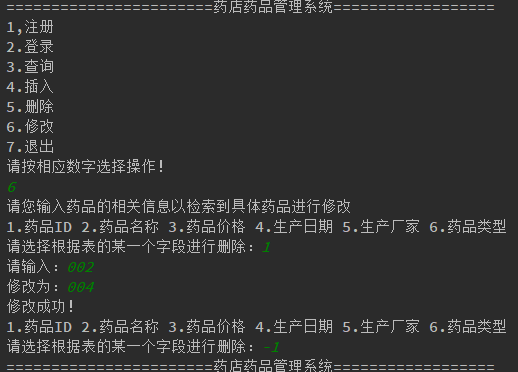 =======================药店药品管理系统==================
1,注册
2.登录
3.查询
4.插入
5.删除
6.修改
7.退出
请按相应数字选择操作!
6
请您输入药品的相关信息以检索到具体药品进行修改
1.药品ID 2.药品名称 3.药品价格 4.生产日期 5.生产厂家 6.药品类型
请选择根据表的某一个字段进行删除：1
请输入：002
修改为：004
修改成功!
1.药品ID 2.药品名称 3.药品价格 4.生产日期 5.生产厂家 6.药品类型
请选择根据表的某一个字段进行删除：-1
=======================药店药品管理系统==================